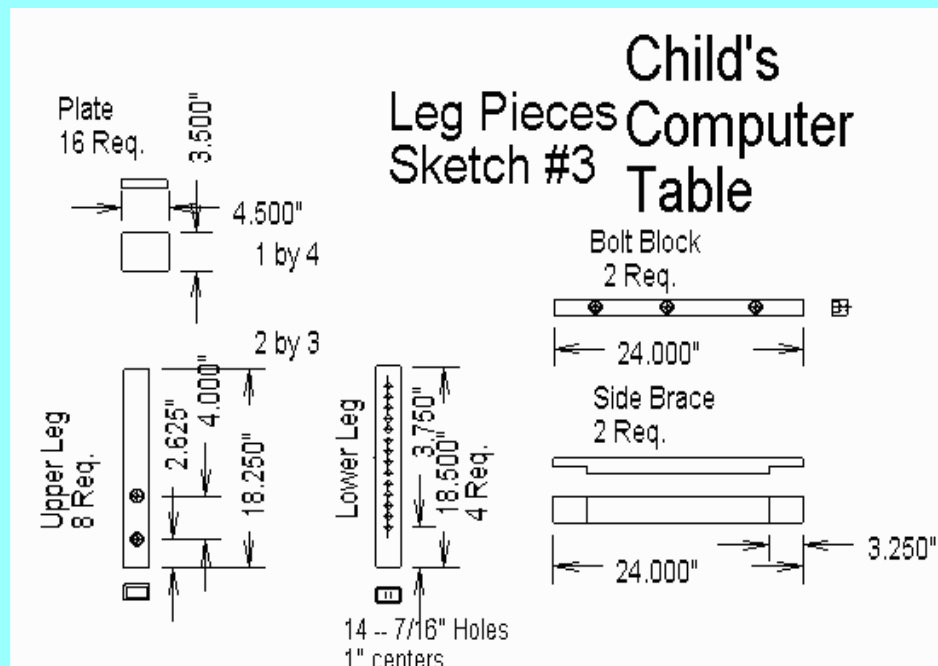 Child's
Computer
Table
Leg Pieces
Sketch #3
Plate
16 Req.
3.500"
4.500"
1 by 4
2 by 3
Upper Leg
8 Req.
2.625"
4.000"
18.250"
Lower Leg
3.750"
18.500"
4 Req.
14 -- 7/16" Holes
1" centers
Bolt Block
2 Req.
24.000"
Side Brace
2 Req.
3.250"
24.000"